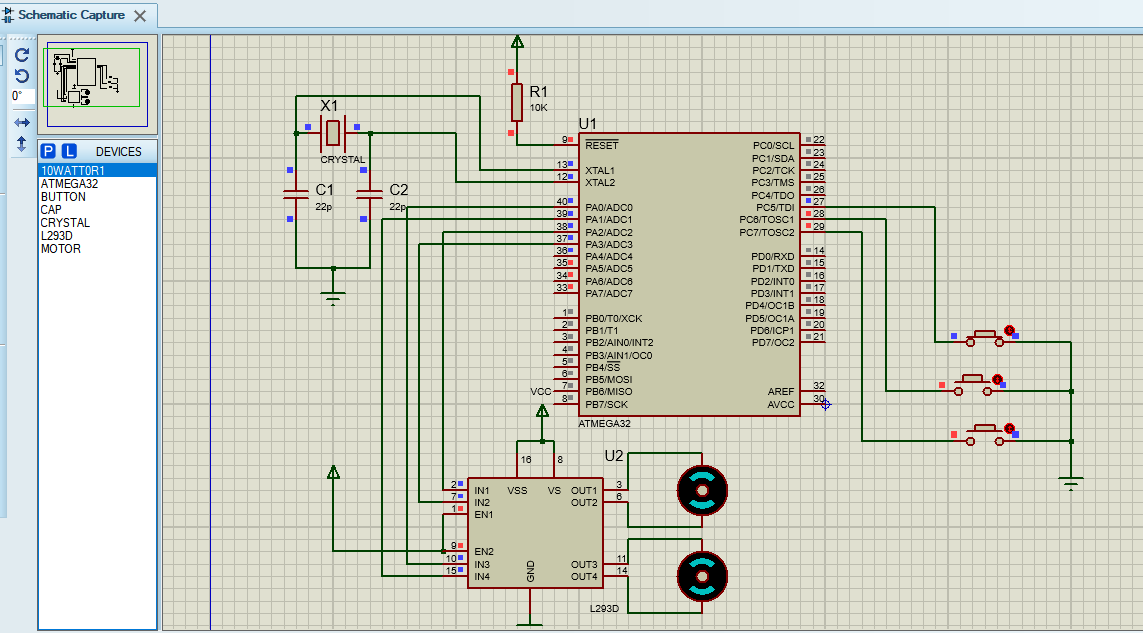 Schematic Capture
0°
P L DEVICES
10WATT0R1
ATMEGA32
BUTTON
CAP
CRYSTAL
L293D
MOTOR
X1
CRYSTAL
C1
22p
C2
22p
R1
10K
U1
9 RESET
13 XTAL1
12 XTAL2
40 PA0/ADC0
39 PA1/ADC1
38 PA2/ADC2
37 PA3/ADC3
36 PA4/ADC4
35 PA5/ADC5
34 PA6/ADC6
33 PA7/ADC7
1 PB0/T0/XCK
2 PB1/T1
3 PB2/AIN0/INT2
4 PB3/AIN1/OC0
5 PB4/SS
6 PB5/MOSI
7 PB6/MISO
8 PB7/SCK
PC0/SCL 22
PC1/SDA 23
PC2/TCK 24
PC3/TMS 25
PC4/TDO 26
PC5/TDI 27
PC6/TOSC1 28
PC7/TOSC2 29
PD0/RXD 14
PD1/TXD 15
PD2/INT0 16
PD3/INT1 17
PD4/OC1B 18
PD5/OC1A 19
PD6/ICP1 20
PD7/OC2 21
AREF 32
AVCC 30
ATMEGA32
VCC
U2
16 8
VSS VS
2 IN1
7 IN2
1 EN1
9 EN2
10 IN3
15 IN4
OUT1 3
OUT2 6
OUT3 11
OUT4 14
GND
L293D